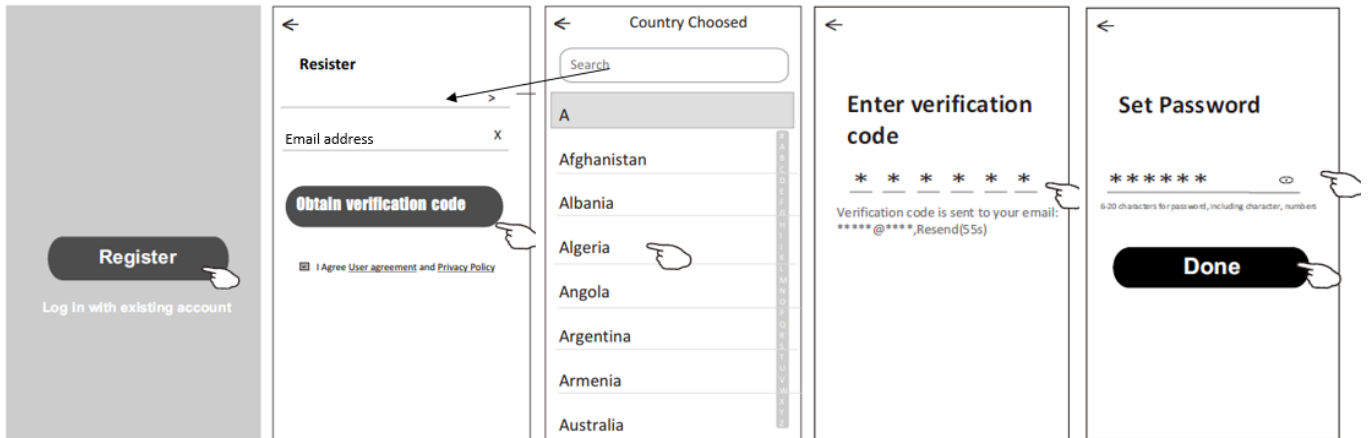 Register
Log in with existing account
Resister
>
Email address X
Obtain verification code
I Agree User agreement and Privacy Policy
Country Choosed
Search
A
Afghanistan
Albania
Algeria
Angola
Argentina
Armenia
Australia
#
A
B
C
D
E
F
G
H
I
J
K
L
M
N
O
P
Q
R
S
T
U
V
W
X
Y
Z
Enter verification
code
* * * * * *
Verification code is sent to your email:
*****@****,Resend(55s)
Set Password
******
6-20 characters for password, including character, numbers
Done